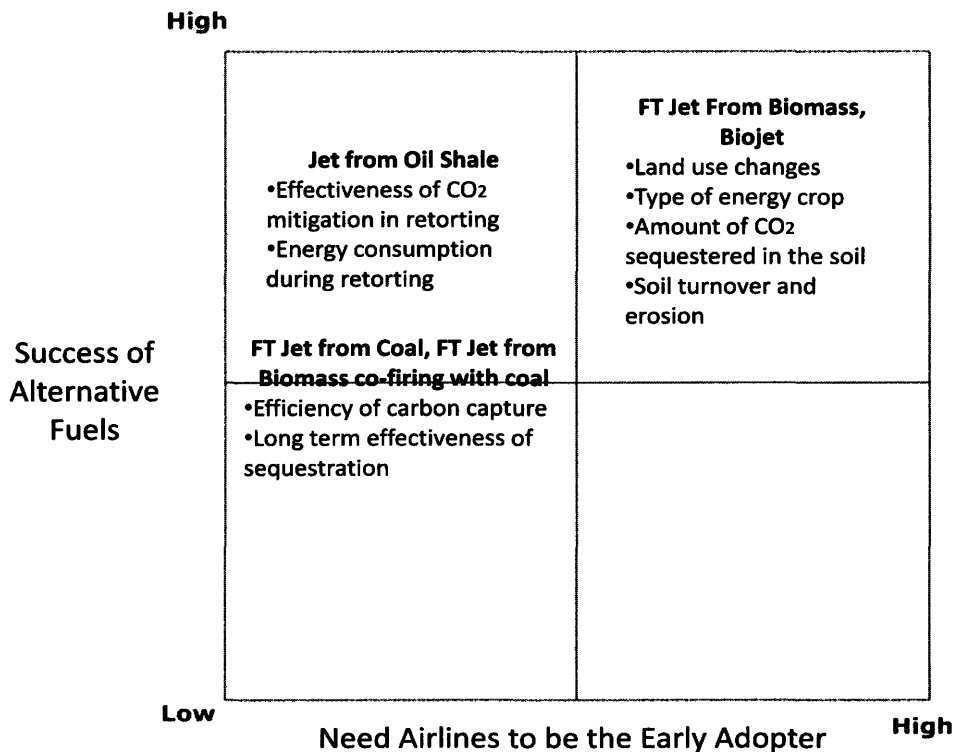 High
FT Jet From Biomass,
Biojet
•Land use changes
•Type of energy crop
•Amount of CO2
sequestered in the soil
•Soil turnover and
erosion
Jet from Oil Shale
•Effectiveness of CO2
mitigation in retorting
•Energy consumption
during retorting
FT Jet from Coal, FT Jet from
Biomass co-firing with coal
•Efficiency of carbon capture
•Long term effectiveness of
sequestration
Success of
Alternative
Fuels
Low
Need Airlines to be the Early Adopter
High